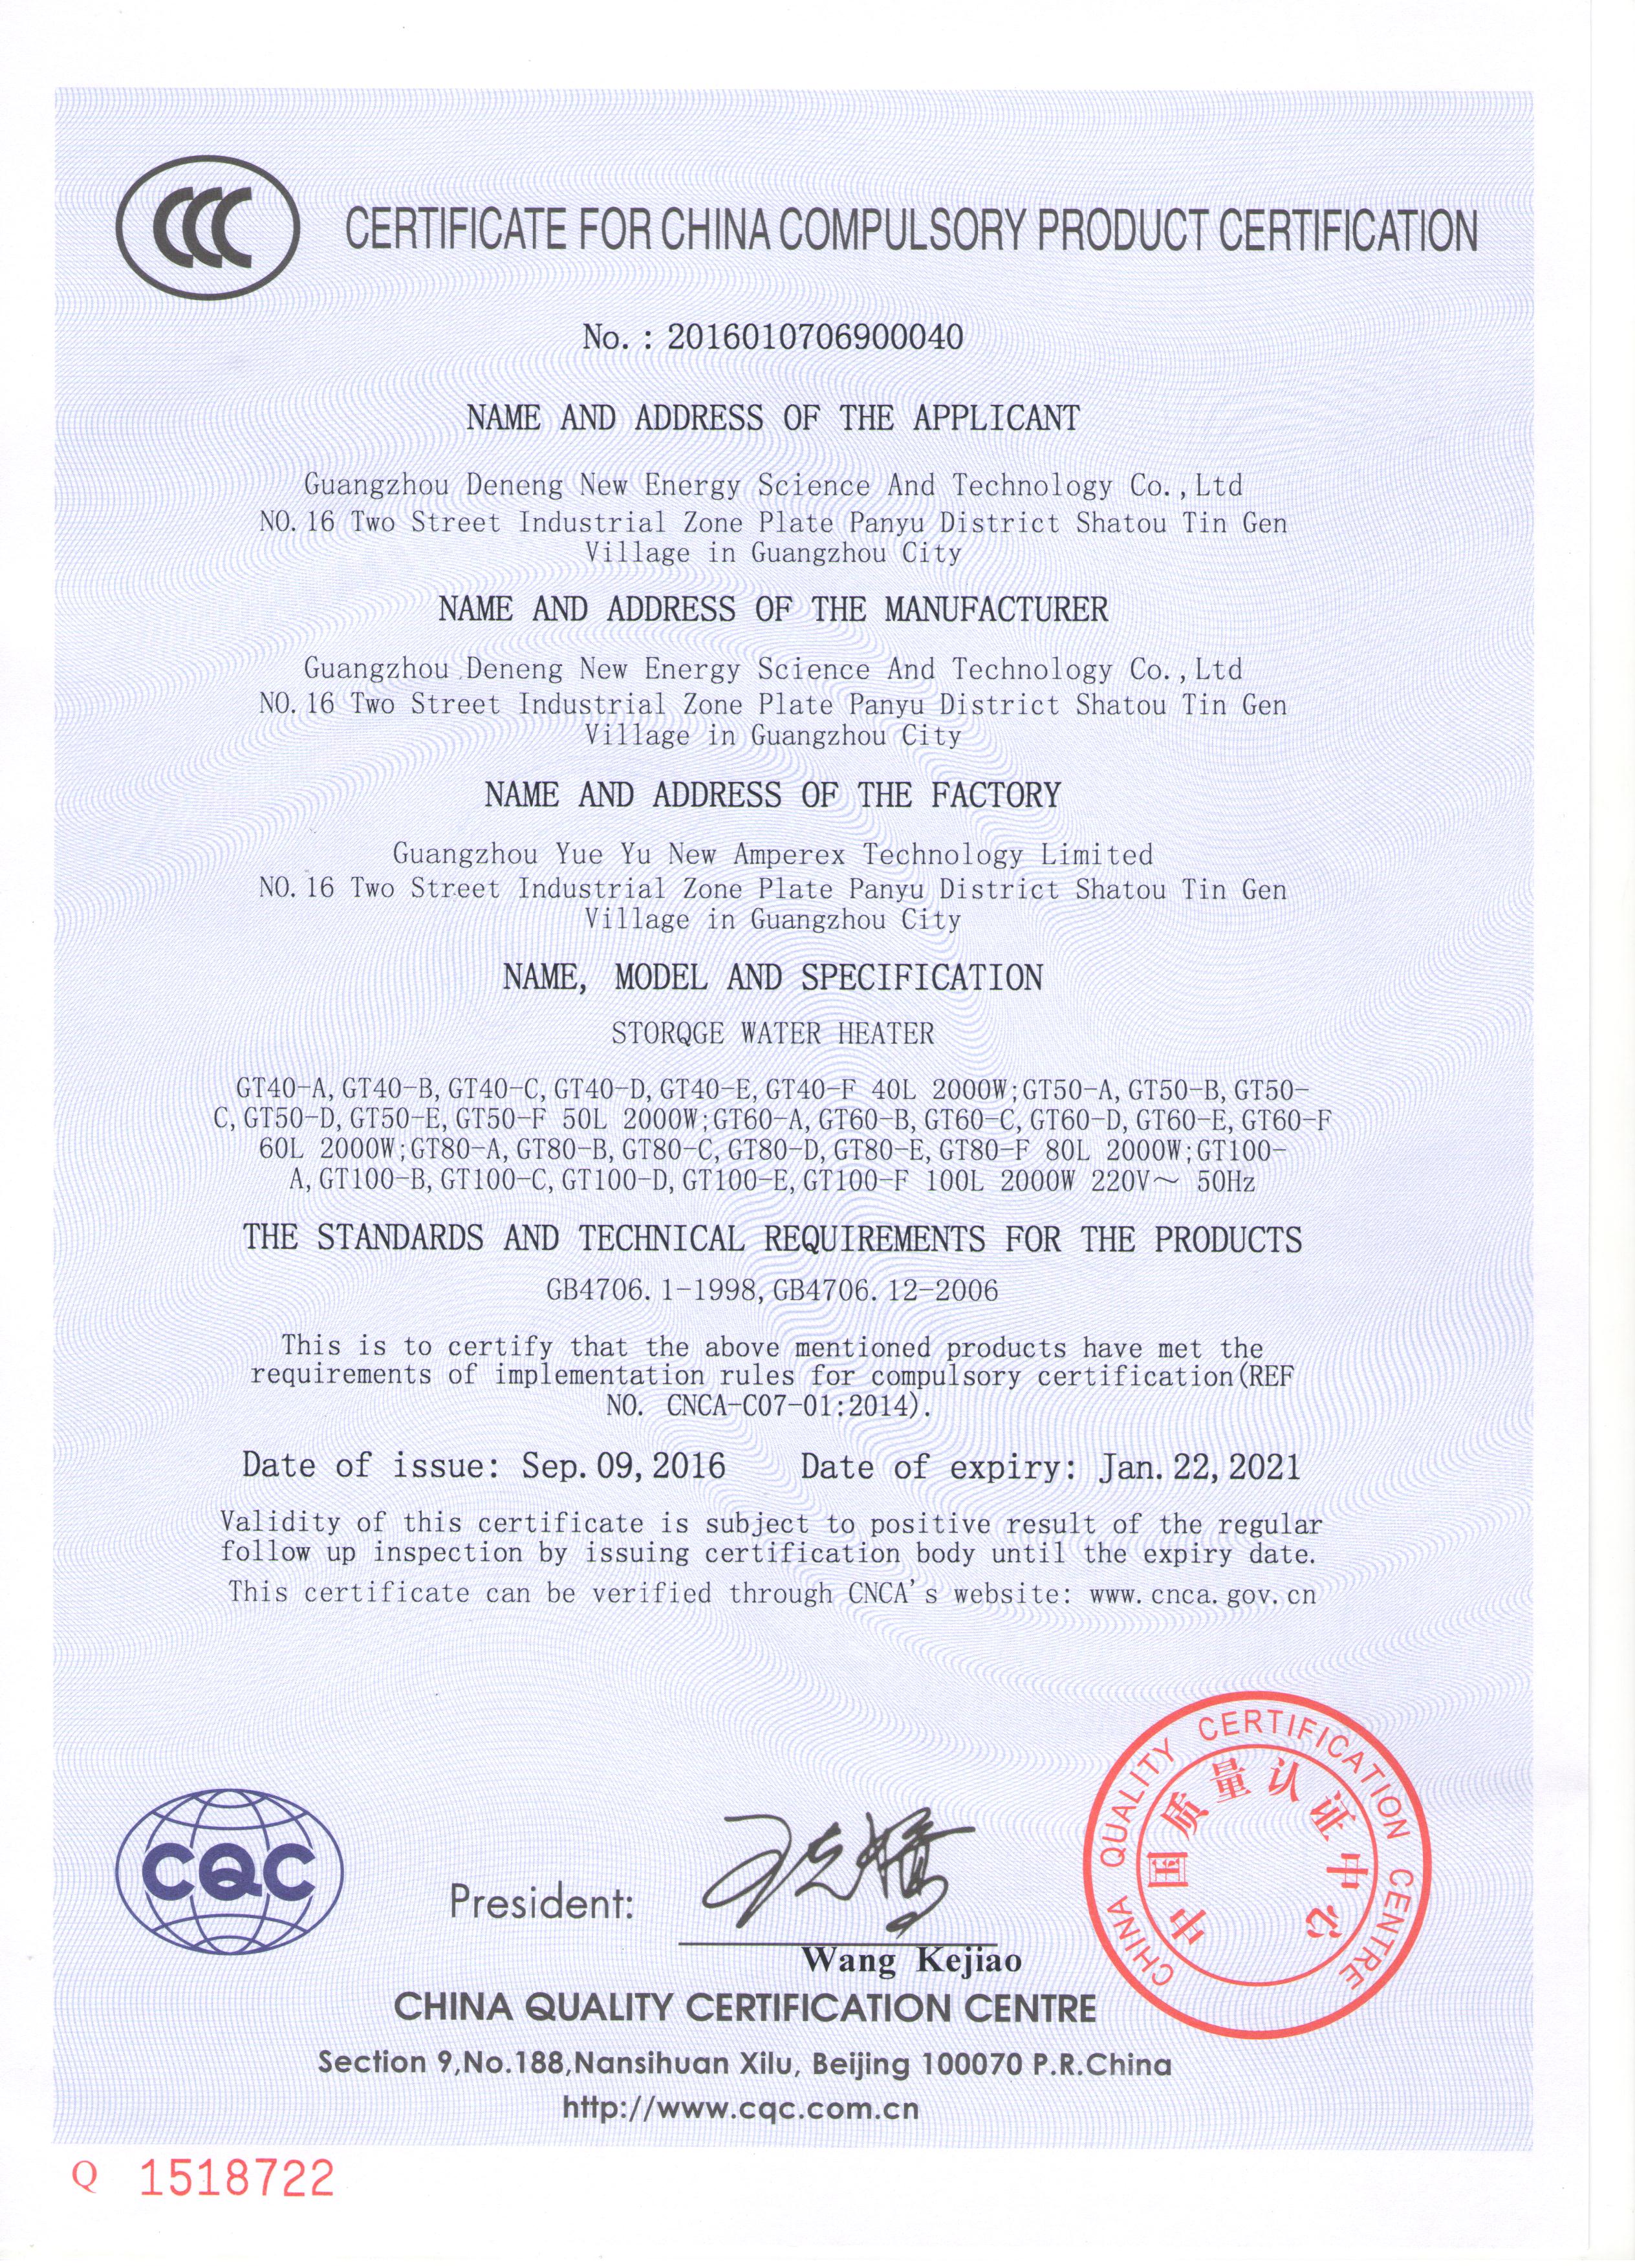 CCC
CERTIFICATE FOR CHINA COMPULSORY PRODUCT CERTIFICATION
No.: 2016010706900040
NAME AND ADDRESS OF THE APPLICANT
Guangzhou Deneng New Energy Science And Technology Co.,Ltd
NO.16 Two Street Industrial Zone Plate Panyu District Shatou Tin Gen
Village in Guangzhou City
NAME AND ADDRESS OF THE MANUFACTURER
Guangzhou Deneng New Energy Science And Technology Co.,Ltd
NO.16 Two Street Industrial Zone Plate Panyu District Shatou Tin Gen
Village in Guangzhou City
NAME AND ADDRESS OF THE FACTORY
Guangzhou Yue Yu New Amperex Technology Limited
NO.16 Two Street Industrial Zone Plate Panyu District Shatou Tin Gen
Village in Guangzhou City
NAME, MODEL AND SPECIFICATION
STORQGE WATER HEATER
GT40-A,GT40-B,GT40-C,GT40-D,GT40-E,GT40-F 40L 2000W;GT50-A,GT50-B,GT50-
C,GT50-D,GT50-E,GT50-F 50L 2000W;GT60-A,GT60-B,GT60-C,GT60-D,GT60-E,GT60-F
60L 2000W;GT80-A,GT80-B,GT80-C,GT80-D,GT80-E,GT80-F 80L 2000W;GT100-
A,GT100-B,GT100-C,GT100-D,GT100-E,GT100-F 100L 2000W 220V～ 50Hz
THE STANDARDS AND TECHNICAL REQUIREMENTS FOR THE PRODUCTS
GB4706.1-1998,GB4706.12-2006
This is to certify that the above mentioned products have met the
requirements of implementation rules for compulsory certification(REF
NO. CNCA-C07-01:2014).
Date of issue: Sep.09,2016 Date of expiry: Jan.22,2021
Validity of this certificate is subject to positive result of the regular
follow up inspection by issuing certification body until the expiry date.
This certificate can be verified through CNCA's website: www.cnca.gov.cn
CHINA QUALITY CERTIFICATION CENTRE
中国质量认证中心
CQC
President:
Wang Kejiao
CHINA QUALITY CERTIFICATION CENTRE
Section 9,No.188,Nansihuan Xilu, Beijing 100070 P.R.China
http://www.cqc.com.cn
Q 1518722